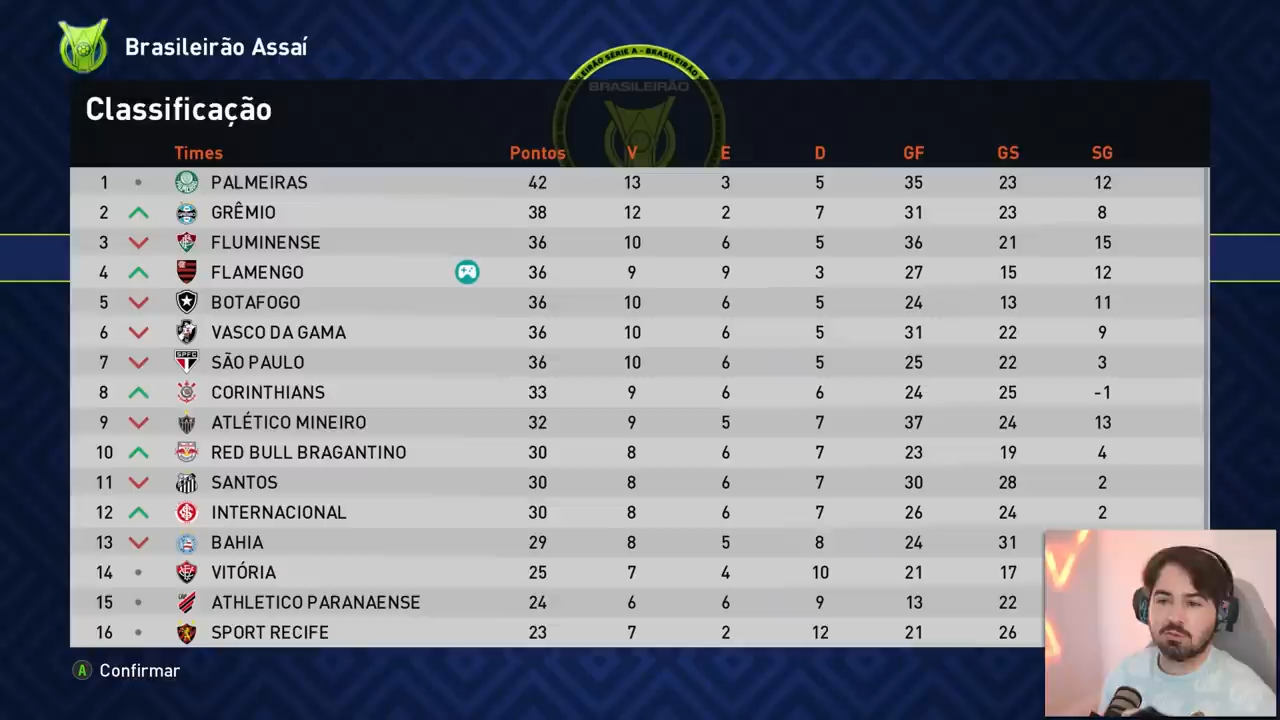 Brasileirão Assaí
BRASILEIRÃO SÉRIE A - BRASILEIRÃO
BRASILEIRÃO
Classificação
Times Pontos V E D GF GS SG
1 PALMEIRAS 42 13 3 5 35 23 12
2 GRÊMIO 38 12 2 7 31 23 8
3 FLUMINENSE 36 10 6 5 36 21 15
4 FLAMENGO 36 9 9 3 27 15 12
5 BOTAFOGO 36 10 6 5 24 13 11
6 VASCO DA GAMA 36 10 6 5 31 22 9
7 SPFC SÃO PAULO 36 10 6 5 25 22 3
8 CORINTHIANS 33 9 6 6 24 25 -1
9 ATLÉTICO MINEIRO 32 9 5 7 37 24 13
10 RED BULL BRAGANTINO 30 8 6 7 23 19 4
11 SANTOS 30 8 6 7 30 28 2
12 INTERNACIONAL 30 8 6 7 26 24 2
13 BAHIA 29 8 5 8 24 31
14 VITÓRIA 25 7 4 10 21 17
15 ATHLETICO PARANAENSE 24 6 6 9 13 22
16 SPORT RECIFE 23 7 2 12 21 26
A Confirmar